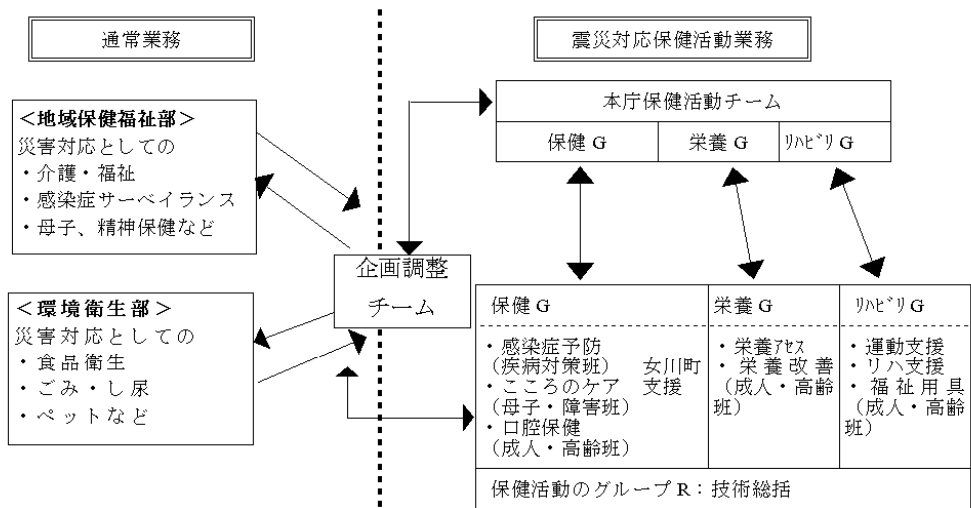 通常業務
震災対応保健活動業務
＜地域保健福祉部＞
災害対応としての
・介護・福祉
・感染症サーベイランス
・母子、精神保健など
本庁保健活動チーム
保健 G
栄養 G
ﾘﾊﾋﾞﾘ G
企画調整
チーム
＜環境衛生部＞
災害対応としての
・食品衛生
・ごみ・し尿
・ペットなど
保健 G
・感染症予防
（疾病対策班）
・こころのケア
（母子・障害班）
・口腔保健
（成人・高齢班）
女川町
支援
栄養 G
・栄養ｱｾｽ
・栄養改善
（成人・高齢
班）
ﾘﾊﾋﾞﾘ G
・運動支援
・リハ支援
・福祉用具
（成人・高齢
班）
保健活動のグループ R：技術総括